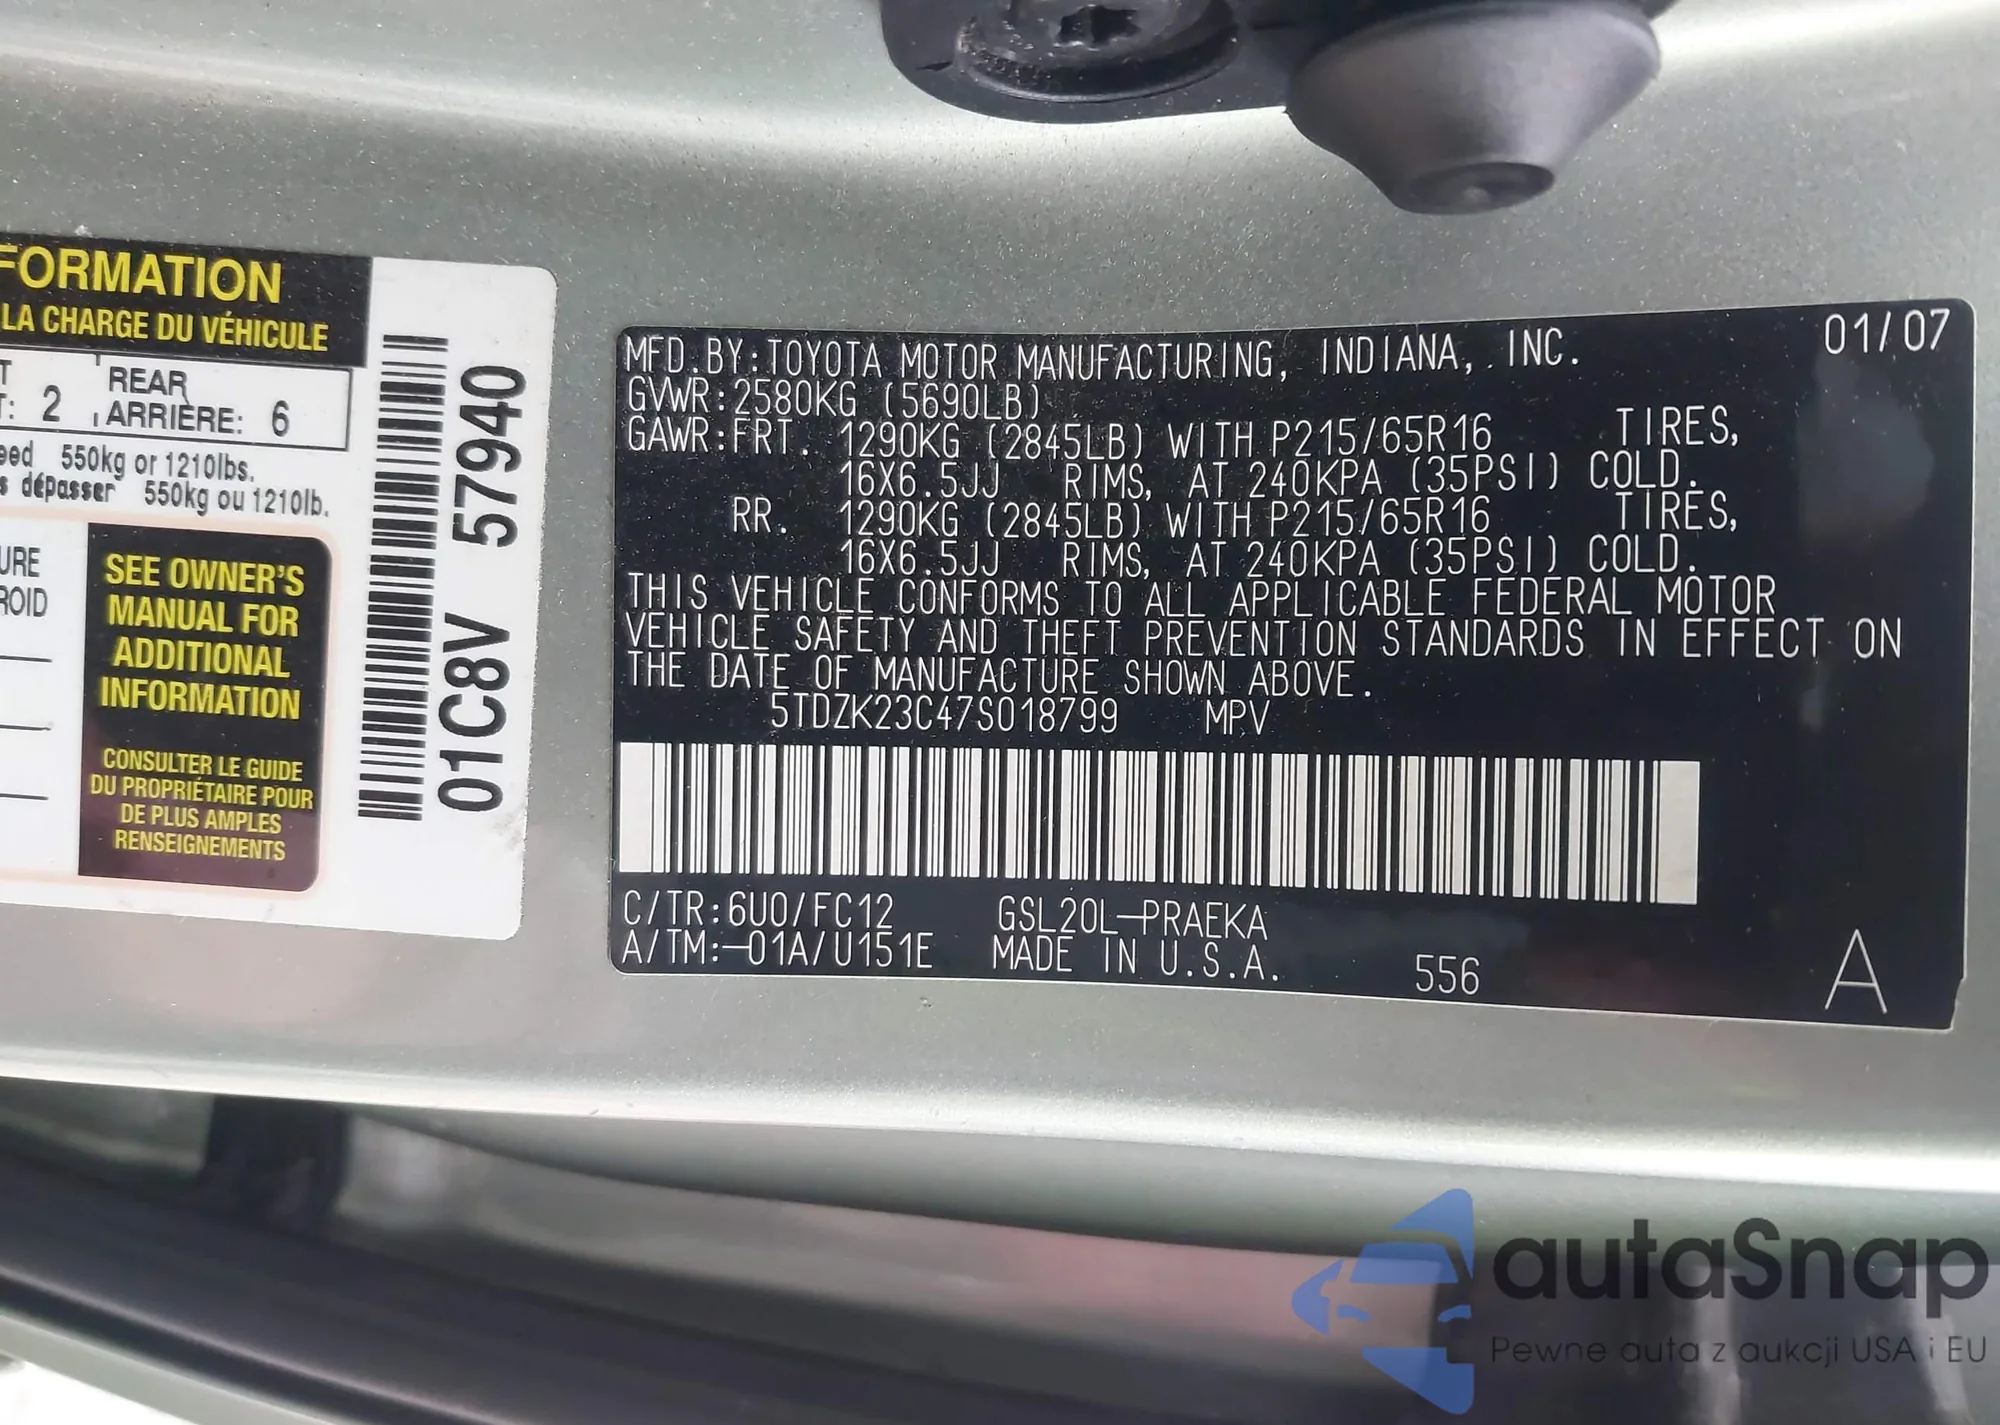 FORMATION
LA CHARGE DU VÉHICULE
T: 2
REAR
ARRIÈRE: 6
eed 550kg or 1210lbs.
s dépasser 550kg ou 1210lb.
URE
ROID
SEE OWNER'S
MANUAL FOR
ADDITIONAL
INFORMATION
CONSULTER LE GUIDE
DU PROPRIÉTAIRE POUR
DE PLUS AMPLES
RENSEIGNEMENTS
01C8V 57940
MFD.BY:TOYOTA MOTOR MANUFACTURING, INDIANA, INC. 01/07
GVWR:2580KG (5690LB)
GAWR:FRT. 1290KG (2845LB) WITH P215/65R16 TIRES,
16X6.5JJ RIMS, AT 240KPA (35PSI) COLD.
RR. 1290KG (2845LB) WITH P215/65R16 TIRES,
16X6.5JJ RIMS, AT 240KPA (35PSI) COLD.
THIS VEHICLE CONFORMS TO ALL APPLICABLE FEDERAL MOTOR
VEHICLE SAFETY AND THEFT PREVENTION STANDARDS IN EFFECT ON
THE DATE OF MANUFACTURE SHOWN ABOVE.
5TDZK23C47S018799 MPV
C/TR:6U0/FC12 GSL20L-PRAEKA
A/TM:-01A/U151E MADE IN U.S.A. 556 A
autaSnap
Pewne auta z aukcji USA i EU